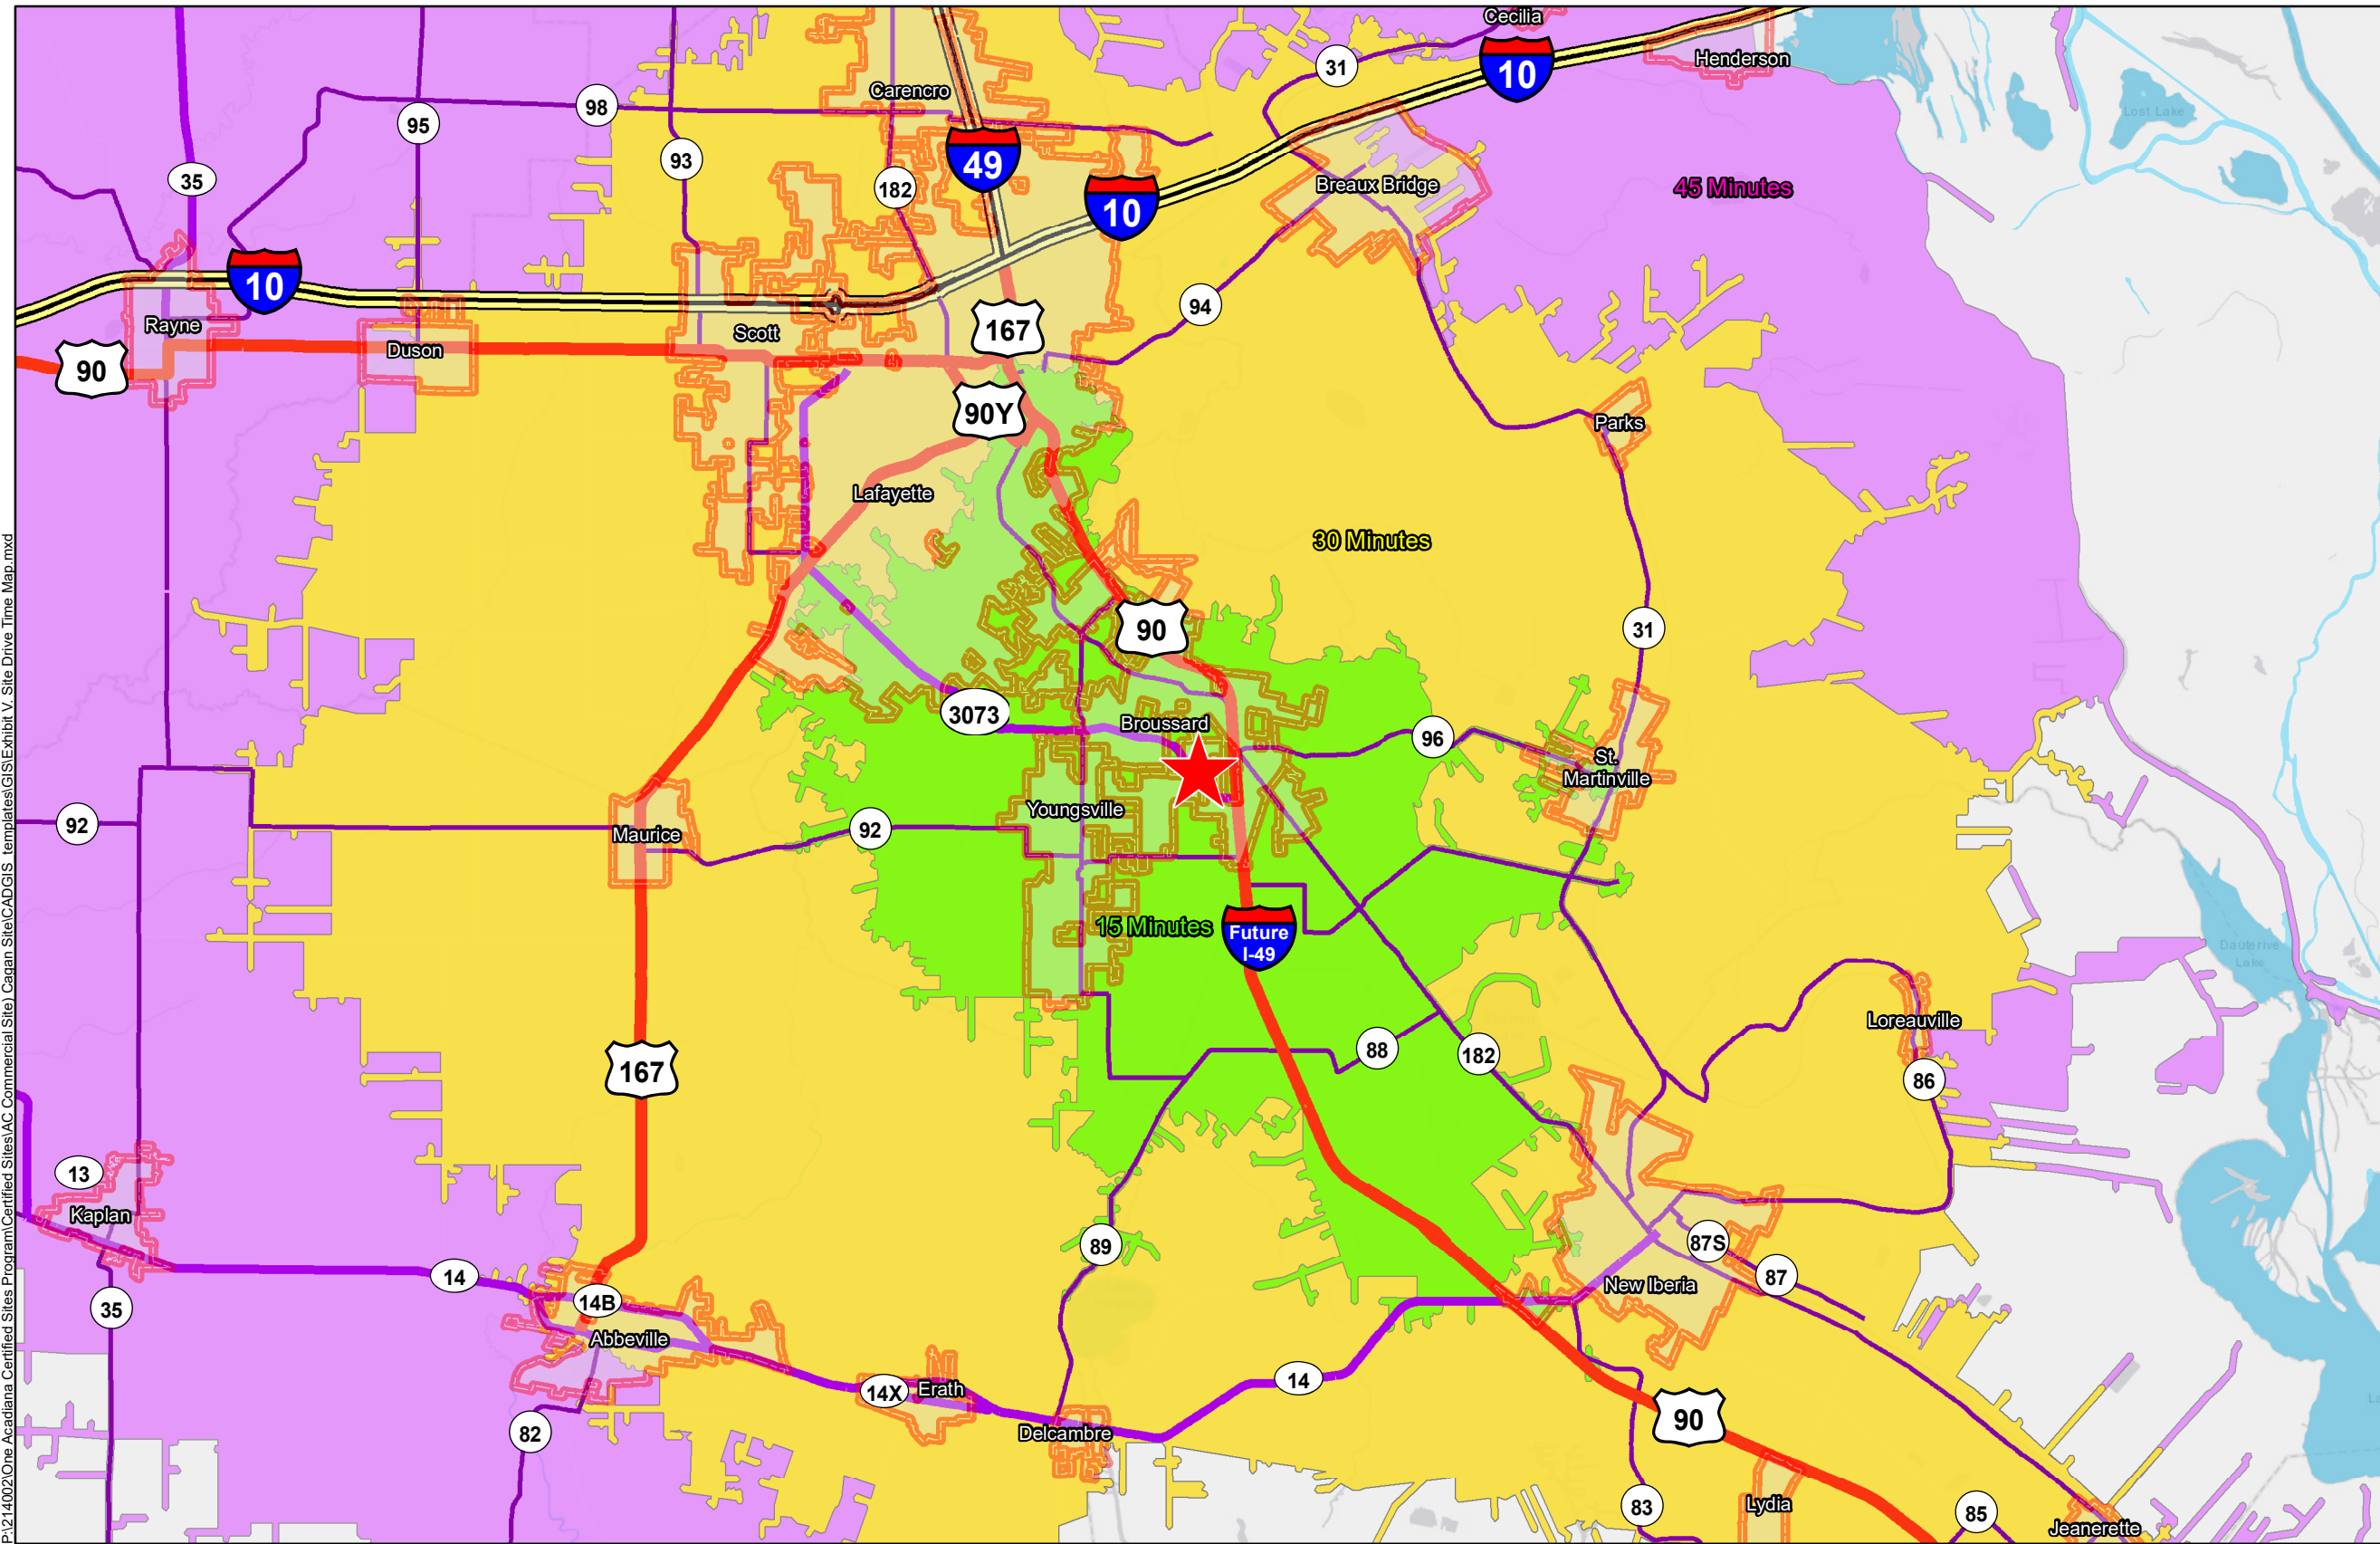 Cecilia
10
Henderson
31
Carencro
98
95
93
49
182
10
Breaux Bridge
45 Minutes
Lost Lake
35
10
Rayne
Scott
167
94
Duson
90
90Y
Parks
Lafayette
30 Minutes
90
31
3073
Broussard
96
St.
Martinville
92
Maurice
92
Youngsville
15 Minutes
Future
I-49
Dauterive
Lake
Loreauville
167
88
182
86
13
Kaplan
89
87S
87
14
14B
New Iberia
35
Abbeville
14X
Erath
14
Delcambre
82
90
83
Lydia
85
Jeanerette
P:\214002\One Acadiana Certified Sites Program\Certified Sites\AC Commercial Site) Cagan Site\CADGIS_templates\GIS\Exhibit V. Site Drive Time Map.mxd